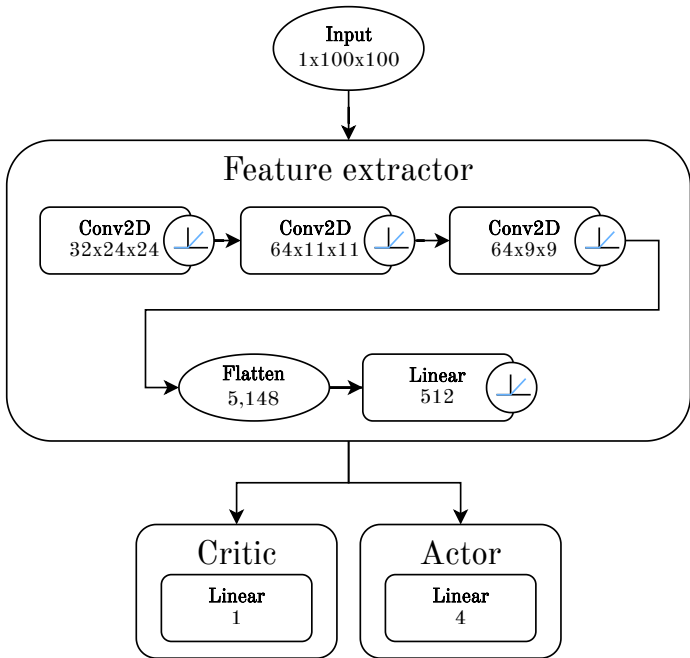 Input
1x100x100
Feature extractor
Conv2D
32x24x24
Conv2D
64x11x11
Conv2D
64x9x9
Flatten
5,148
Linear
512
Critic
Linear
1
Actor
Linear
4